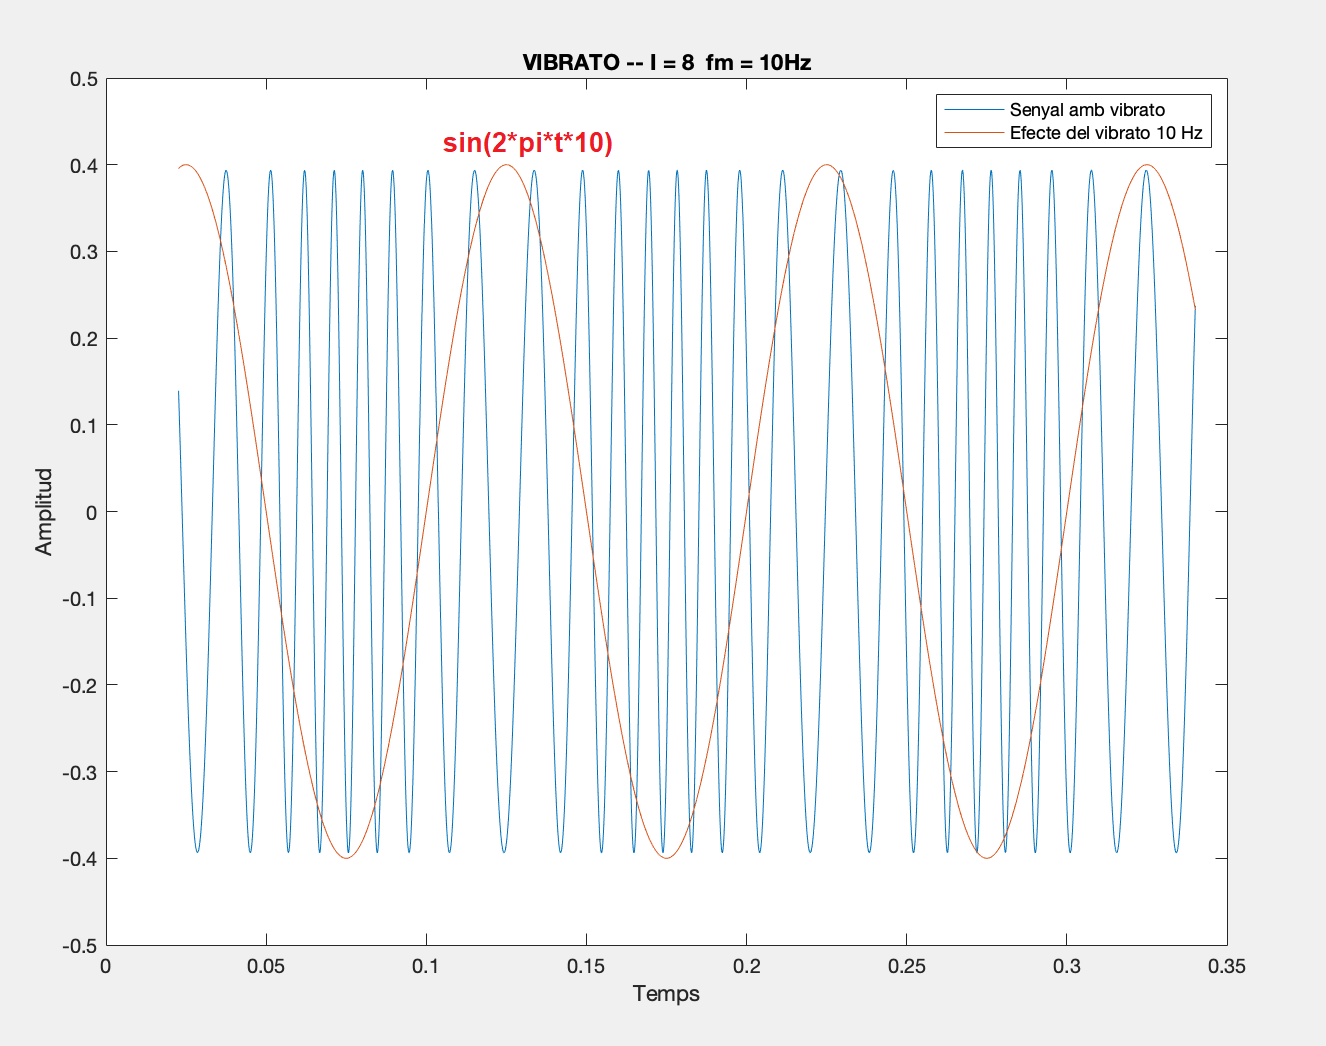 VIBRATO -- I = 8  fm = 10Hz
0.5
Senyal amb vibrato
Efecte del vibrato 10 Hz
sin(2*pi*t*10)
0.4
0.3
0.2
0.1
0
-0.1
-0.2
-0.3
-0.4
-0.5
Amplitud
0 0.05 0.1 0.15 0.2 0.25 0.3 0.35
Temps